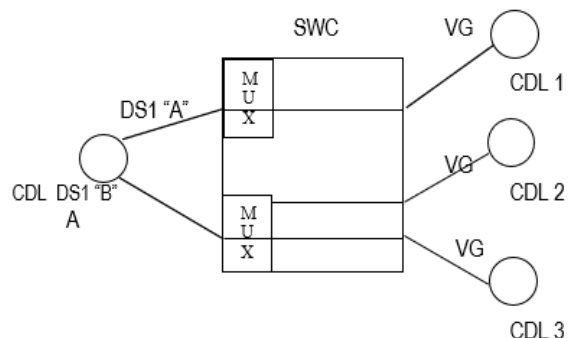 SWC
VG
CDL 1
M
U
X
DS1 “A”
CDL DS1 “B”
A
VG
CDL 2
M
U
X
VG
CDL 3